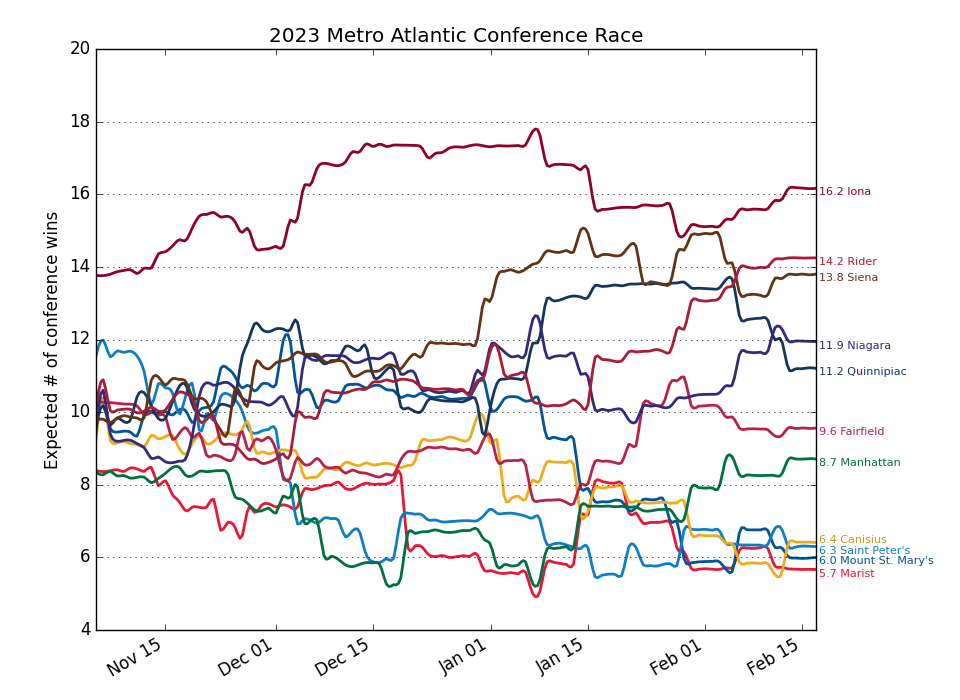 2023 Metro Atlantic Conference Race
Expected # of conference wins
20
18
16
14
12
10
8
6
4
16.2 Iona
14.2 Rider
13.8 Siena
11.9 Niagara
11.2 Quinnipiac
9.6 Fairfield
8.7 Manhattan
6.4 Canisius
6.3 Saint Peter's
6.0 Mount St. Mary's
5.7 Marist
Nov 15
Dec 01
Dec 15
Jan 01
Jan 15
Feb 01
Feb 15